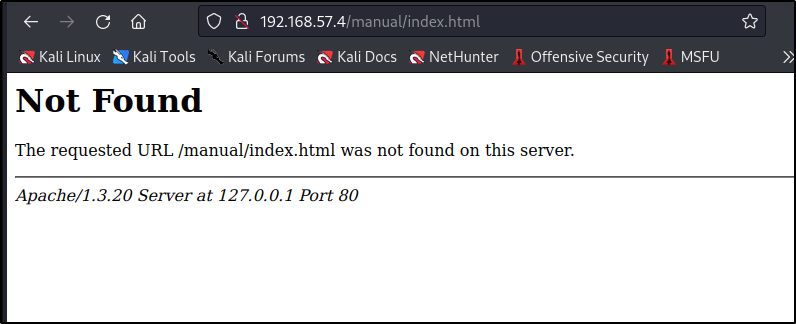 192.168.57.4/manual/index.html
Kali Linux Kali Tools Kali Forums Kali Docs NetHunter Offensive Security MSFU
Not Found
The requested URL /manual/index.html was not found on this server.
Apache/1.3.20 Server at 127.0.0.1 Port 80